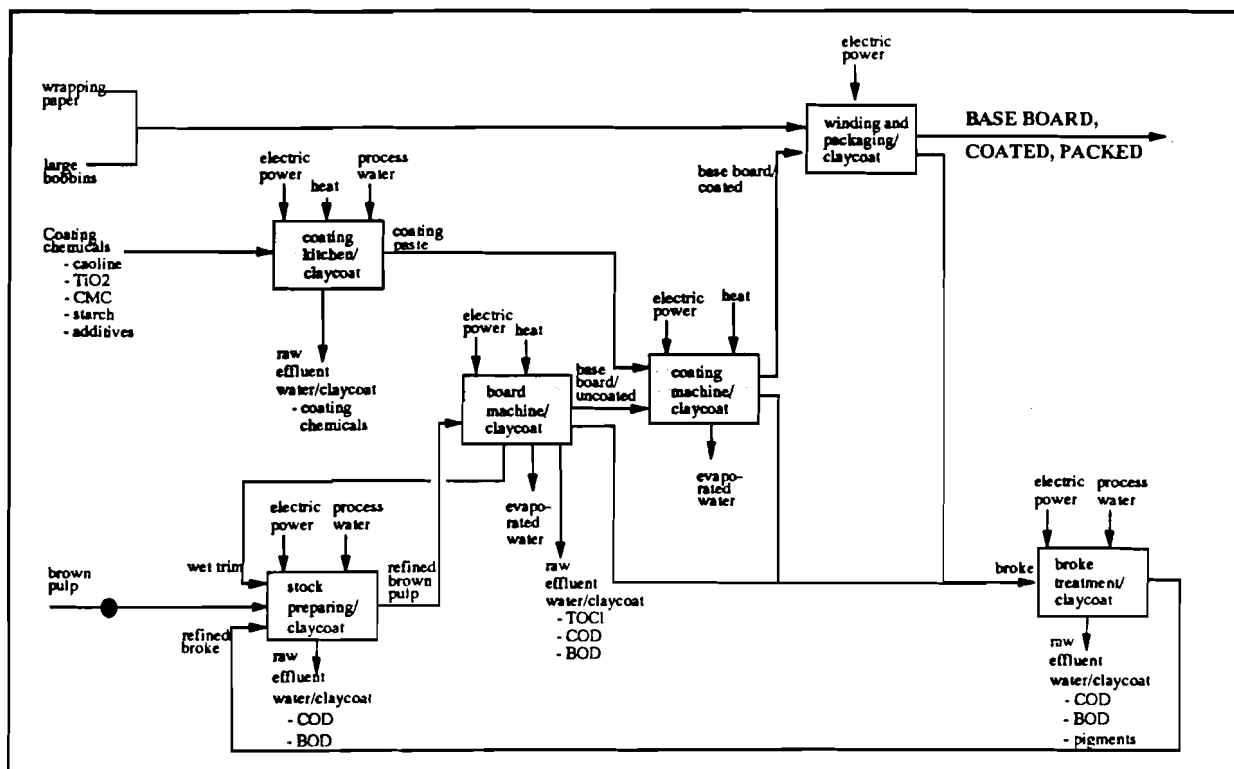 electric
power
wrapping
paper
large
bobbins
winding and
packaging/
claycoat
BASE BOARD,
COATED, PACKED
electric
power
heat
process
water
base board/
coated
Coating
chemicals
- caoline
- TiO2
- CMC
- starch
- additives
coating
kitchen/
claycoat
coating
paste
raw
effluent
water/claycoat
- coating
chemicals
electric
power
heat
board
machine/
claycoat
base
board/
uncoated
electric
power
heat
coating
machine/
claycoat
evapo-
rated
water
evapo-
rated
water
raw
effluent
water/claycoat
- TOCl
- COD
- BOD
electric
power
process
water
wet trim
brown
pulp
refined
broke
stock
preparing/
claycoat
refined
brown
pulp
raw
effluent
water/claycoat
- COD
- BOD
electric
power
process
water
broke
broke
treatment/
claycoat
raw
effluent
water/claycoat
- COD
- BOD
- pigments